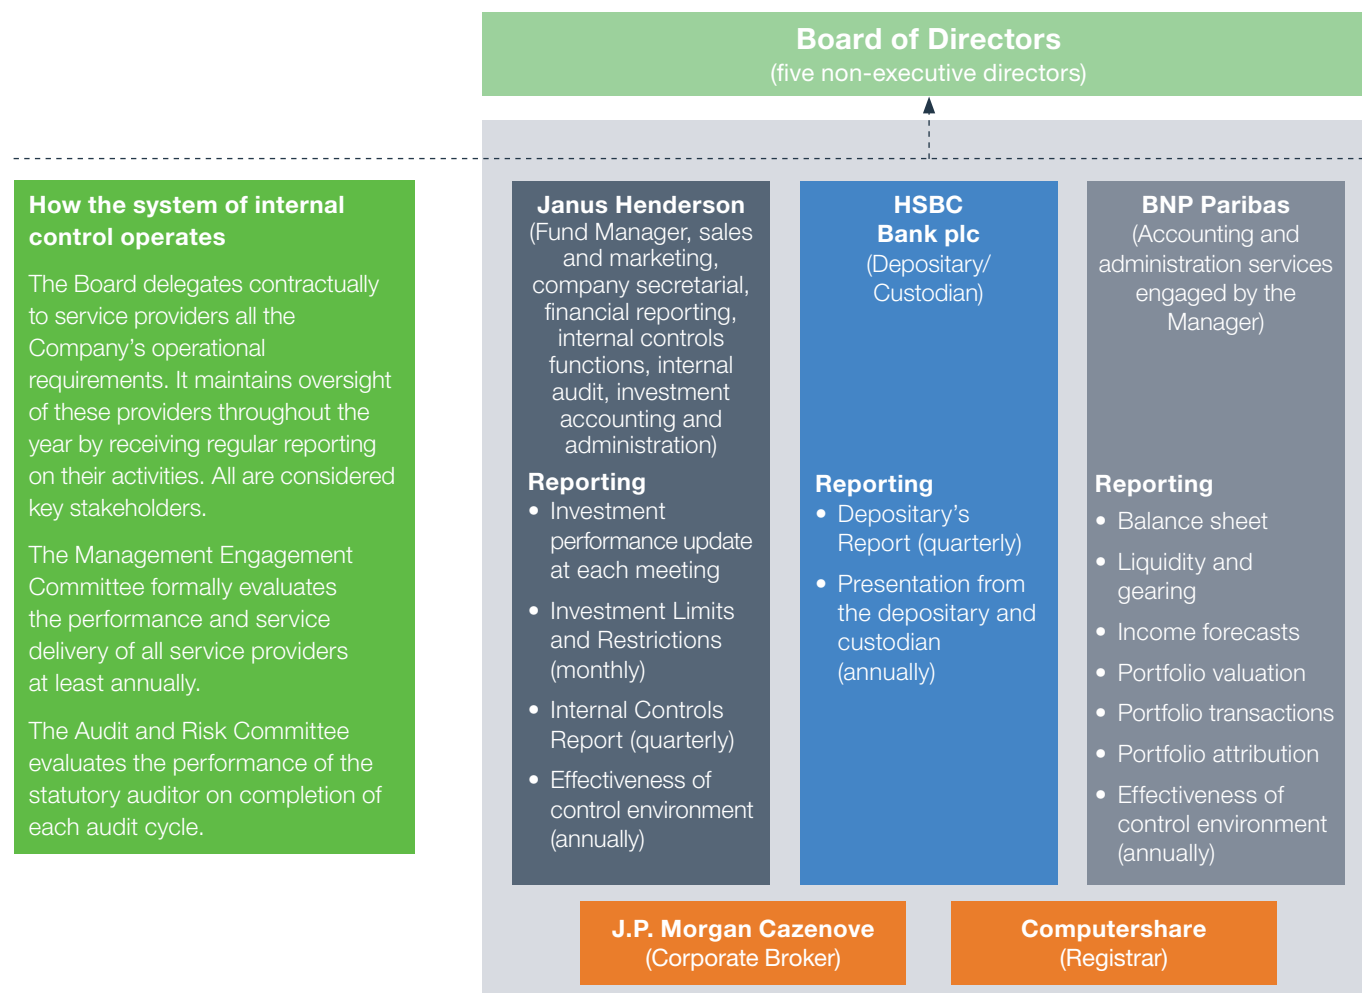 Board of Directors
(five non-executive directors)
How the system of internal
control operates
The Board delegates contractually
to service providers all the
Company's operational
requirements. It maintains oversight
of these providers throughout the
year by receiving regular reporting
on their activities. All are considered
key stakeholders.
The Management Engagement
Committee formally evaluates
the performance and service
delivery of all service providers
at least annually.
The Audit and Risk Committee
evaluates the performance of the
statutory auditor on completion of
each audit cycle.
Janus Henderson
(Fund Manager, sales
and marketing,
company secretarial,
financial reporting,
internal controls
functions, internal
audit, investment
accounting and
administration)
Reporting
• Investment
performance update
at each meeting
• Investment Limits
and Restrictions
(monthly)
• Internal Controls
Report (quarterly)
• Effectiveness of
control environment
(annually)
HSBC
Bank plc
(Depositary/
Custodian)
Reporting
• Depositary's
Report (quarterly)
• Presentation from
the depositary and
custodian
(annually)
BNP Paribas
(Accounting and
administration services
engaged by the
Manager)
Reporting
• Balance sheet
• Liquidity and
gearing
• Income forecasts
• Portfolio valuation
• Portfolio transactions
• Portfolio attribution
• Effectiveness of
control environment
(annually)
J.P. Morgan Cazenove
(Corporate Broker)
Computershare
(Registrar)